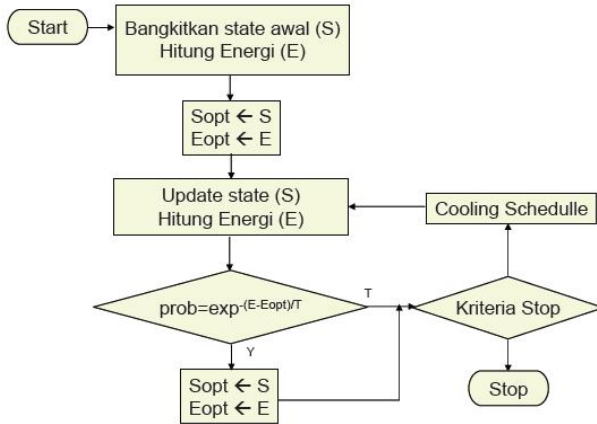 Start
Bangkitkan state awal (S)
Hitung Energi (E)
Sopt ← S
Eopt ← E
Update state (S)
Hitung Energi (E)
Cooling Schedulle
prob=exp-(E-Eopt)/T
T
Kriteria Stop
Y
Sopt ← S
Eopt ← E
Stop